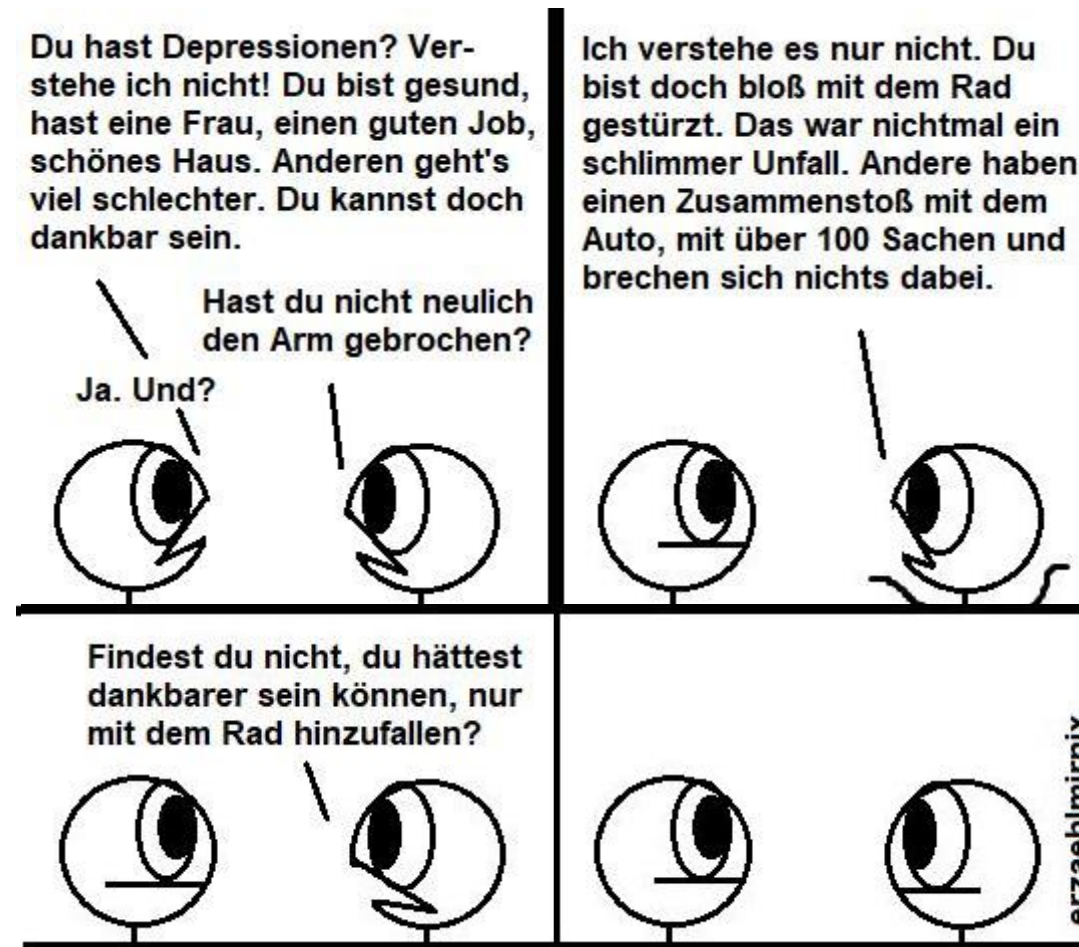 Du hast Depressionen? Ver-
stehe ich nicht! Du bist gesund,
hast eine Frau, einen guten Job,
schönes Haus. Anderen geht's
viel schlechter. Du kannst doch
dankbar sein.
Hast du nicht neulich
den Arm gebrochen?
Ja. Und?
Ich verstehe es nur nicht. Du
bist doch bloß mit dem Rad
gestürzt. Das war nichtmal ein
schlimmer Unfall. Andere haben
einen Zusammenstoß mit dem
Auto, mit über 100 Sachen und
brechen sich nichts dabei.
Findest du nicht, du hättest
dankbarer sein können, nur
mit dem Rad hinzufallen?
erzaehlmirnix